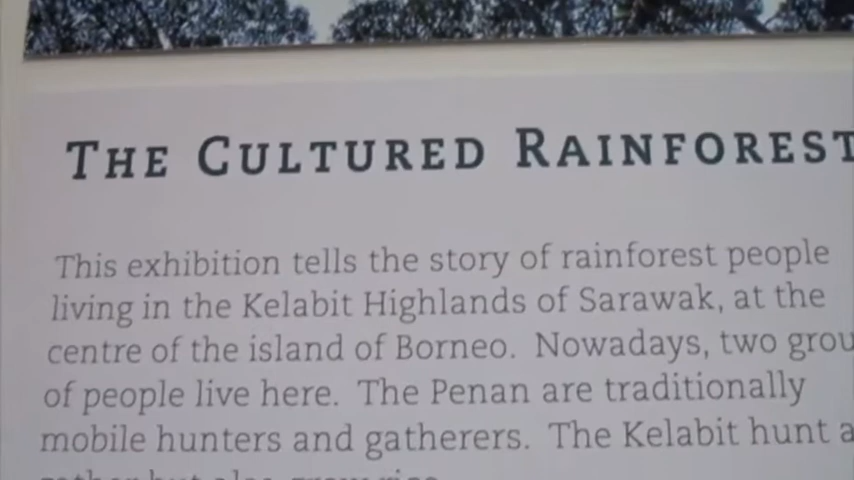 THE CULTURED RAINFOREST
This exhibition tells the story of rainforest people
living in the Kelabit Highlands of Sarawak, at the
centre of the island of Borneo. Nowadays, two grou
of people live here. The Penan are traditionally
mobile hunters and gatherers. The Kelabit hunt a